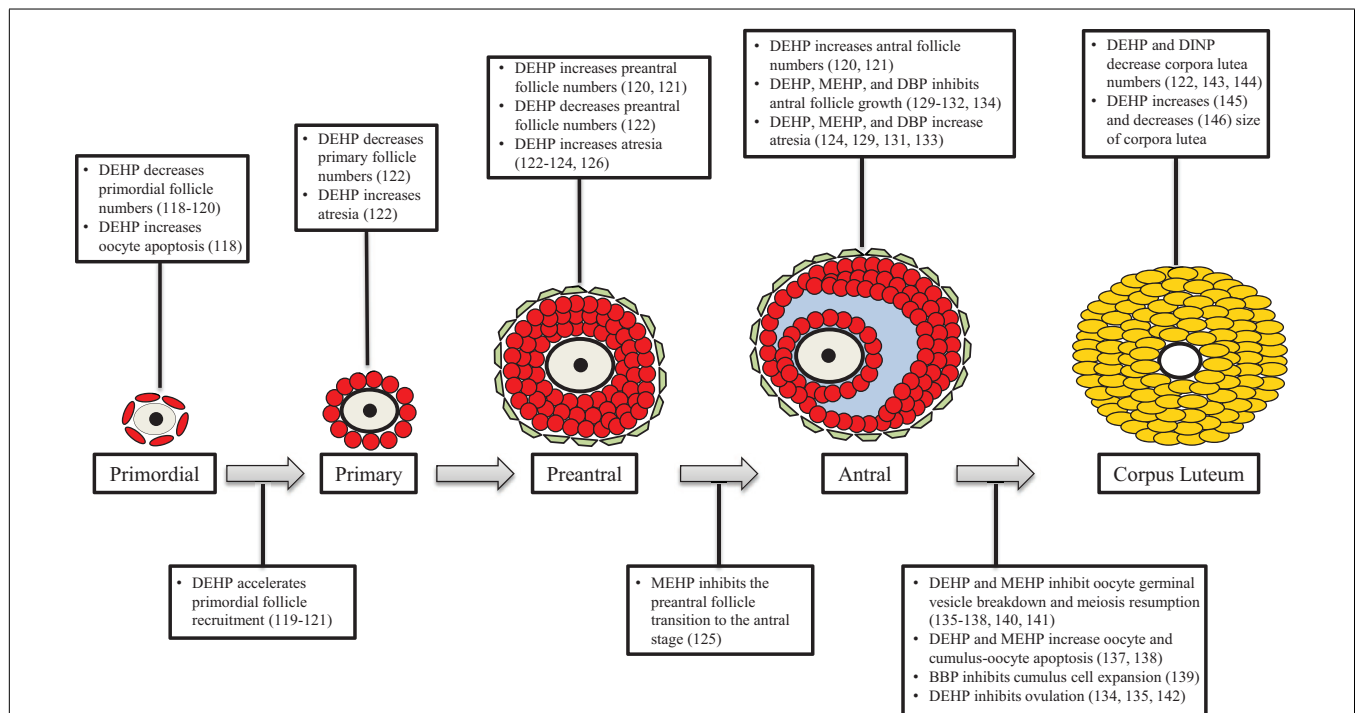 • DEHP decreases
primordial follicle
numbers (118-120)
• DEHP increases
oocyte apoptosis (118)
• DEHP decreases
primary follicle
numbers (122)
• DEHP increases
atresia (122)
• DEHP increases preantral
follicle numbers (120, 121)
• DEHP decreases preantral
follicle numbers (122)
• DEHP increases atresia
(122-124, 126)
• DEHP increases antral follicle
numbers (120, 121)
• DEHP, MEHP, and DBP inhibits
antral follicle growth (129-132, 134)
• DEHP, MEHP, and DBP increase
atresia (124, 129, 131, 133)
• DEHP and DINP
decrease corpora lutea
numbers (122, 143, 144)
• DEHP increases (145)
and decreases (146) size
of corpora lutea
Primordial
Primary
Preantral
Antral
Corpus Luteum
• DEHP accelerates
primordial follicle
recruitment (119-121)
• MEHP inhibits the
preantral follicle
transition to the antral
stage (125)
• DEHP and MEHP inhibit oocyte germinal
vesicle breakdown and meiosis resumption
(135-138, 140, 141)
• DEHP and MEHP increase oocyte and
cumulus-oocyte apoptosis (137, 138)
• BBP inhibits cumulus cell expansion (139)
• DEHP inhibits ovulation (134, 135, 142)